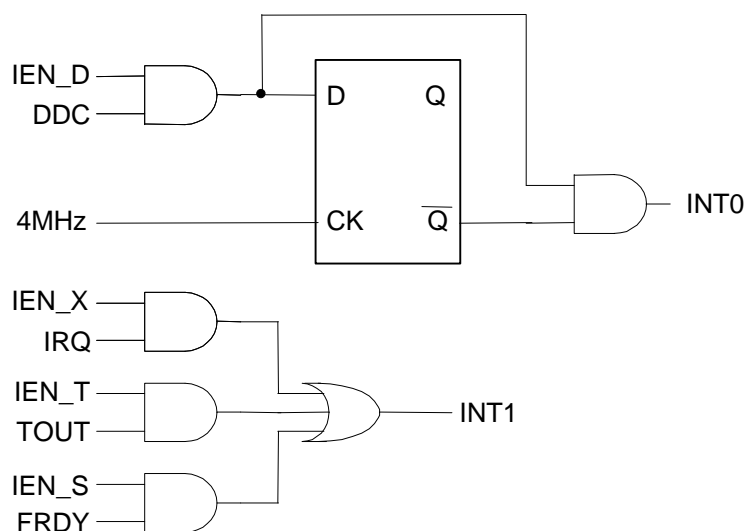 IEN_D
DDC
D
Q
4MHz
CK
Q
INT0
IEN_X
IRQ
IEN_T
TOUT
INT1
IEN_S
FRDY